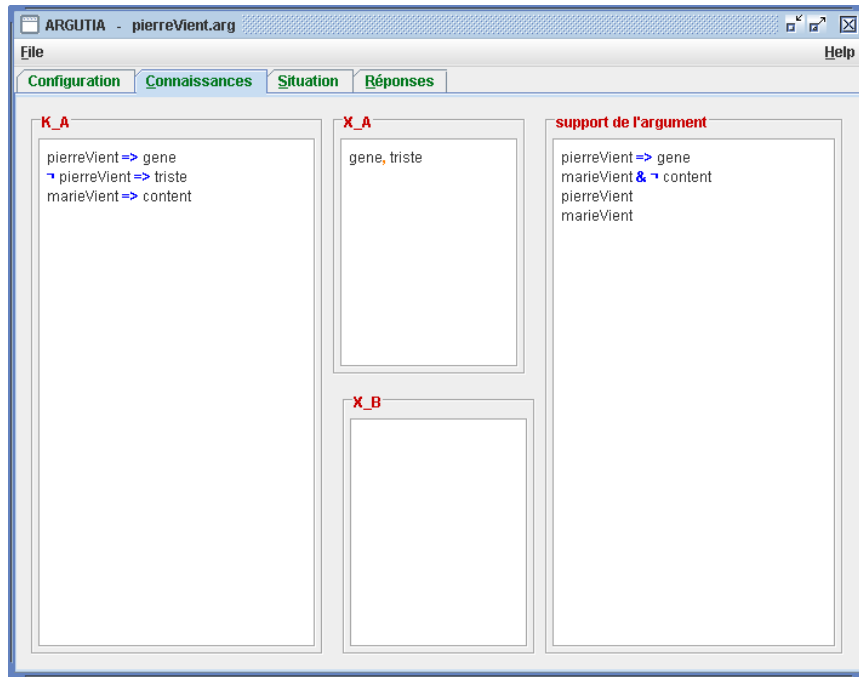 ARGUTIA - pierreVient.arg
File Help
Configuration Connaissances Situation Réponses
K_A
pierreVient => gene
¬ pierreVient => triste
marieVient => content
X_A
gene, triste
X_B
support de l'argument
pierreVient => gene
marieVient & ¬ content
pierreVient
marieVient